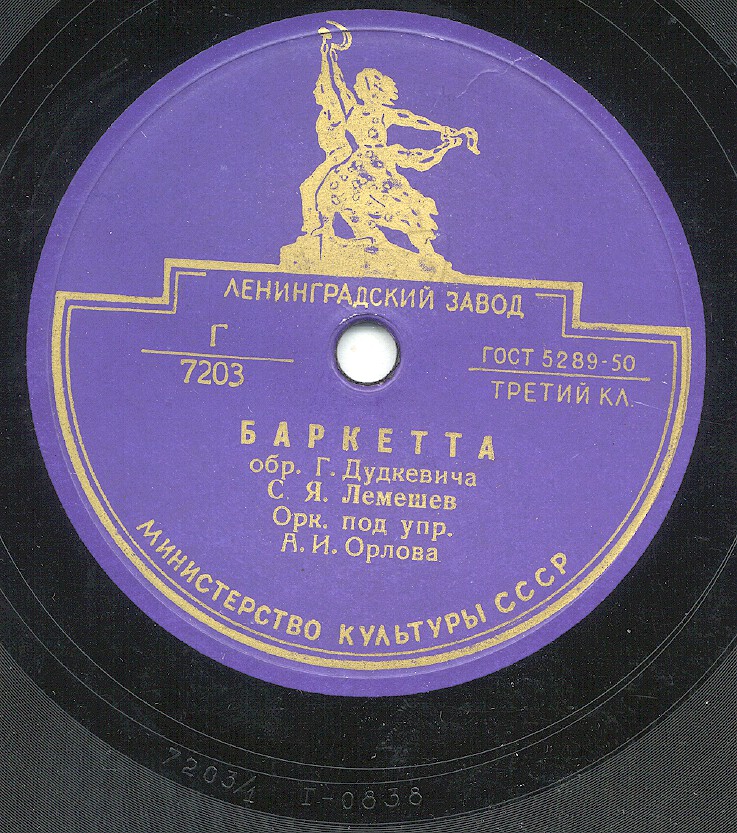 ЛЕНИНГРАДСКИЙ ЗАВОД
Г
7203
ГОСТ 5289-50
ТРЕТИЙ КЛ.
БАРКЕТТА
обр. Г. Дудкевича
С. Я. Лемешев
Орк. под упр.
А. И. Орлова
МИНИСТЕРСТВО КУЛЬТУРЫ СССР
7203/1 I-0838